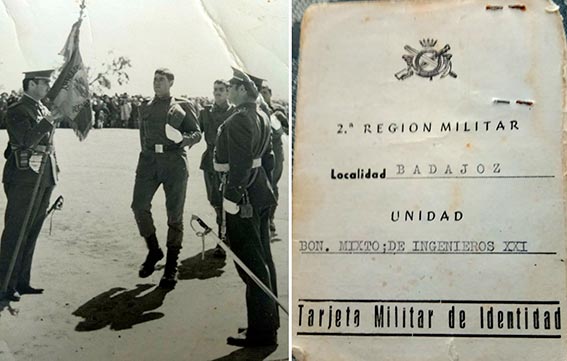 2.ª REGION MILITAR
Localidad BADAJOZ
UNIDAD
BON. MIXTO;DE INGENIEROS XXI
Tarjeta Militar de Identidad